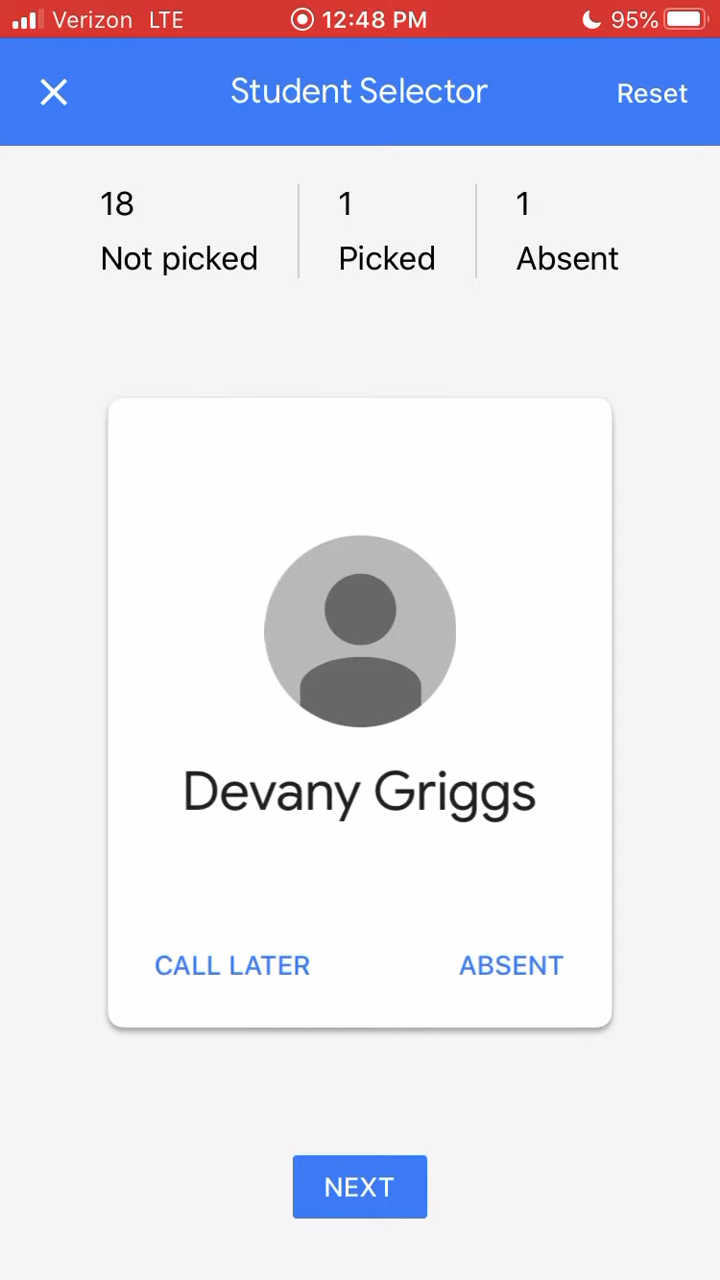 Verizon LTE 12:48 PM 95%
Student Selector Reset
18 1 1
Not picked Picked Absent
Devany Griggs
CALL LATER ABSENT
NEXT